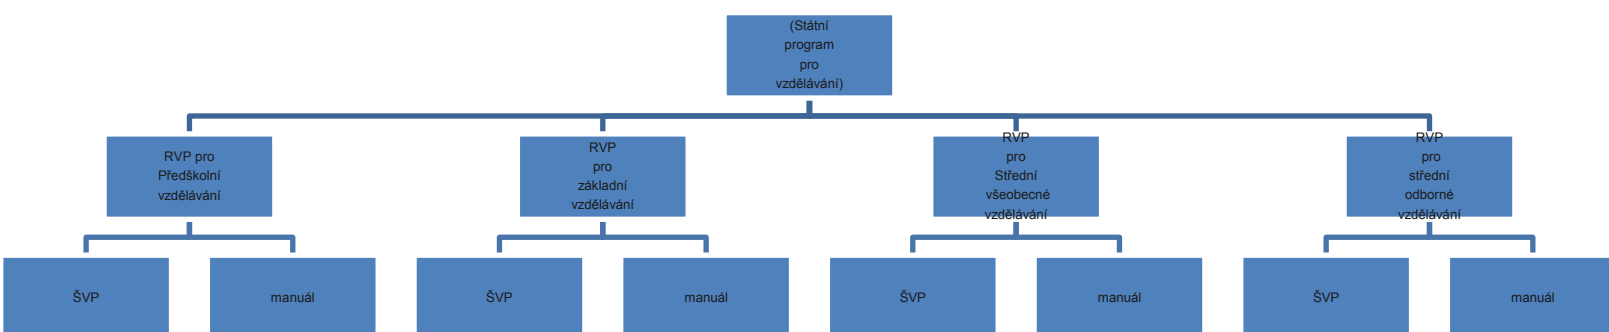 (Státní
program
pro
vzdělávání)
RVP pro
Předškolní
vzdělávání
RVP
pro
základní
vzdělávání
RVP
pro
Střední
všeobecné
vzdělávání
RVP
pro
střední
odborné
vzdělávání
ŠVP
manuál
ŠVP
manuál
ŠVP
manuál
ŠVP
manuál